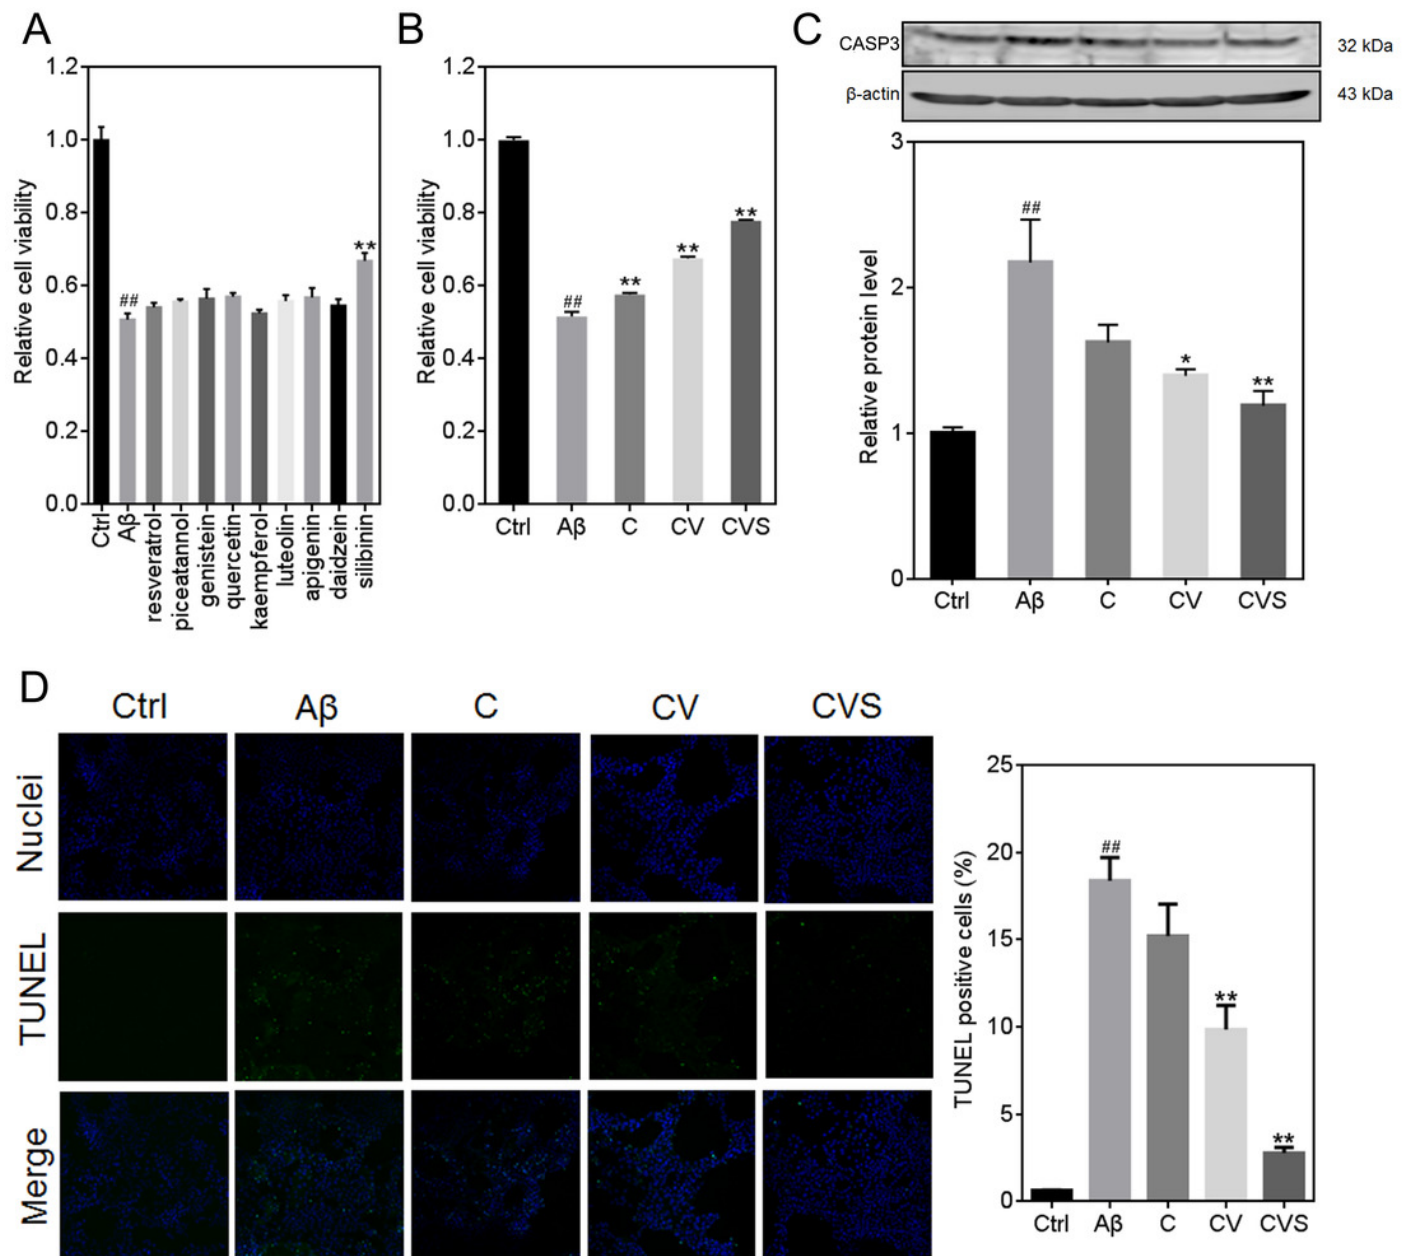 A
Relative cell viability
1.2
1.0
0.8
0.6
0.4
0.2
0.0
##
**
Ctrl
Aβ
resveratrol
piceatannol
genistein
quercetin
kaempferol
luteolin
apigenin
daidzein
silibinin
B
Relative cell viability
1.2
1.0
0.8
0.6
0.4
0.2
0.0
##
**
**
**
Ctrl Aβ C CV CVS
C
CASP3 32 kDa
β-actin 43 kDa
Relative protein level
3
2
1
0
##
*
**
Ctrl Aβ C CV CVS
D
Ctrl Aβ C CV CVS
Nuclei
TUNEL
Merge
TUNEL positive cells (%)
25
20
15
10
5
0
##
**
**
Ctrl Aβ C CV CVS